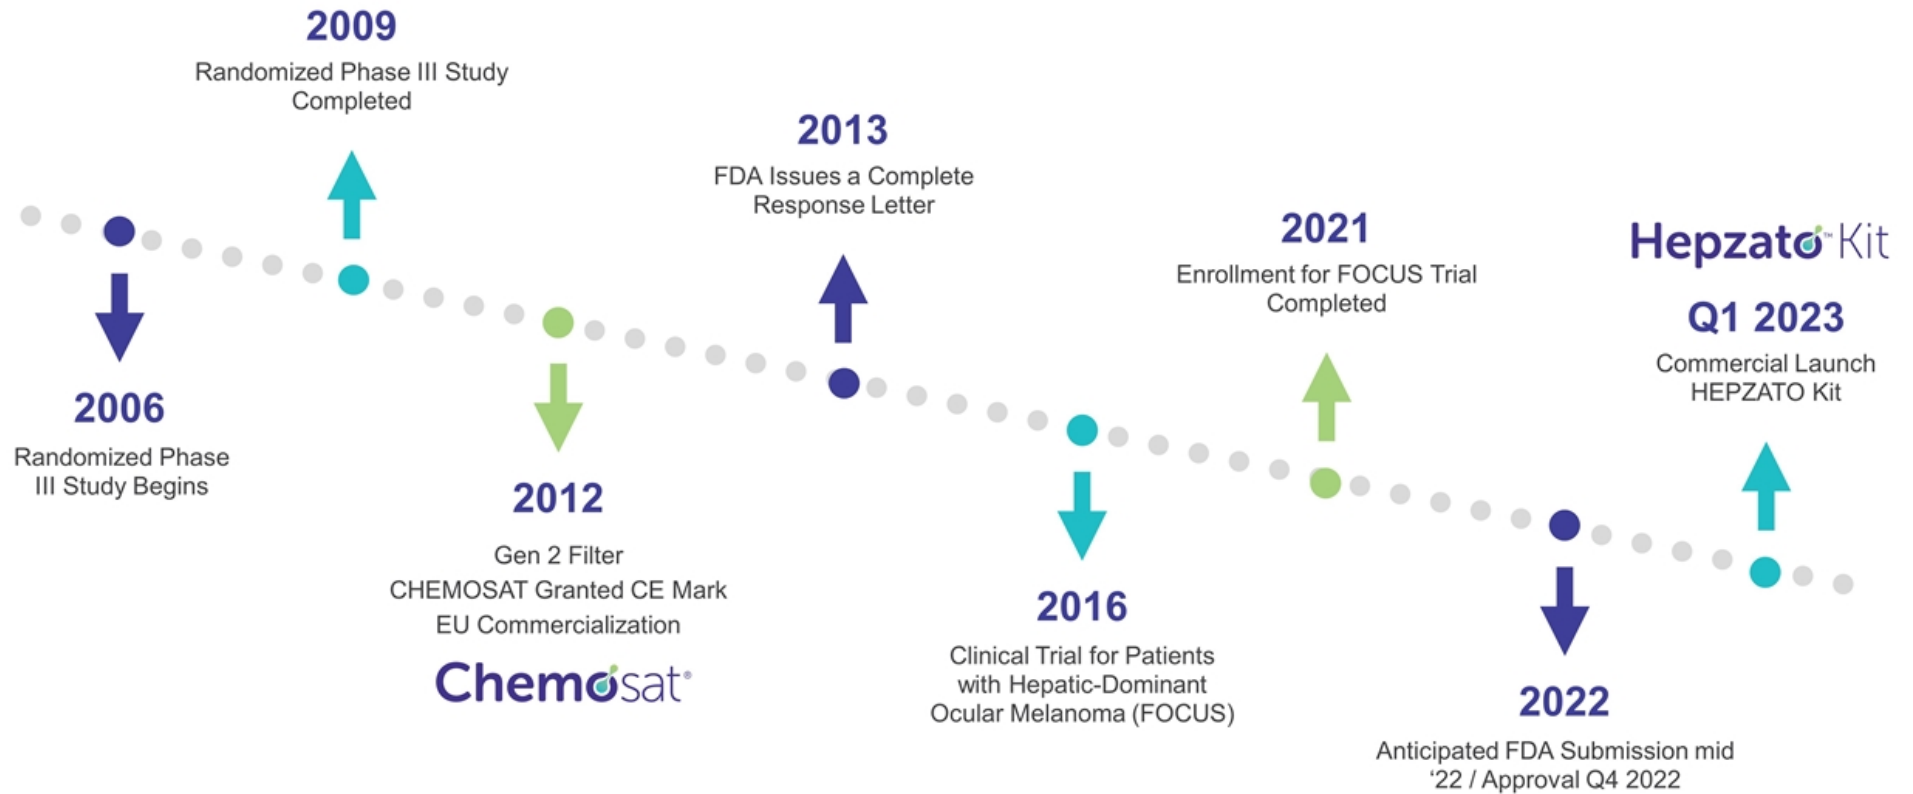 2009
Randomized Phase III Study
Completed
2013
FDA Issues a Complete
Response Letter
2021
Enrollment for FOCUS Trial
Completed
Hepzato™ Kit
Q1 2023
Commercial Launch
HEPZATO Kit
2006
Randomized Phase
III Study Begins
2012
Gen 2 Filter
CHEMOSAT Granted CE Mark
EU Commercialization
Chemosat®
2016
Clinical Trial for Patients
with Hepatic-Dominant
Ocular Melanoma (FOCUS)
2022
Anticipated FDA Submission mid
‘22 / Approval Q4 2022